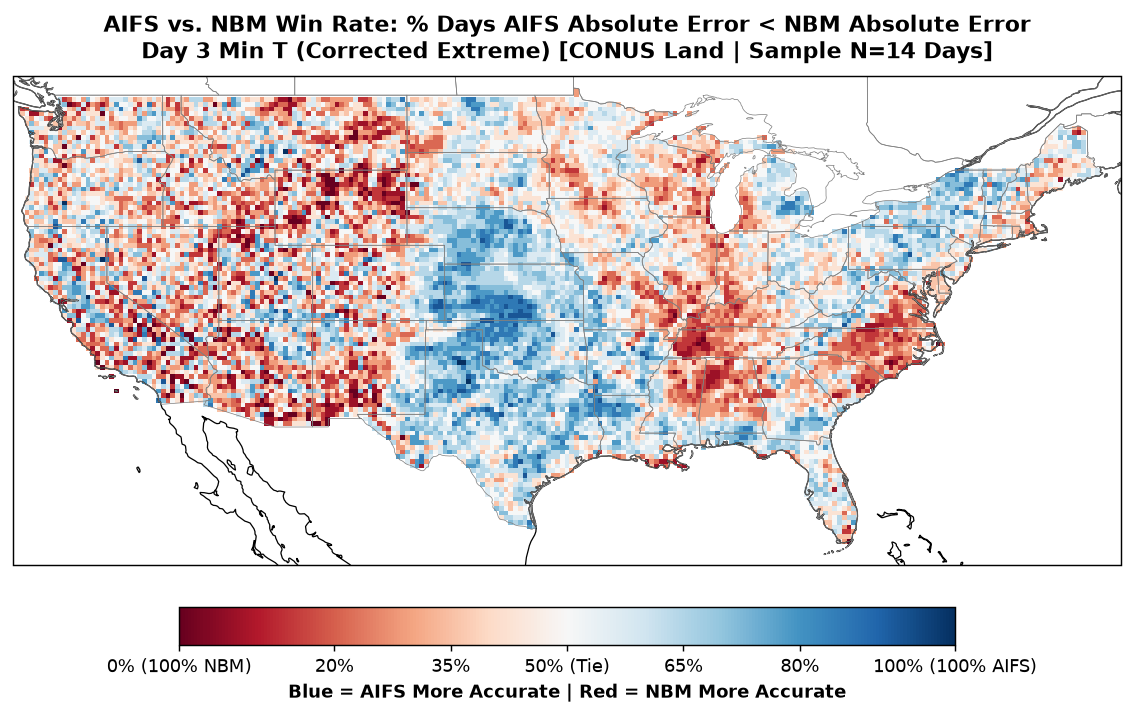 AIFS vs. NBM Win Rate: % Days AIFS Absolute Error < NBM Absolute Error
Day 3 Min T (Corrected Extreme) [CONUS Land | Sample N=14 Days]
0% (100% NBM) 20% 35% 50% (Tie) 65% 80% 100% (100% AIFS)
Blue = AIFS More Accurate | Red = NBM More Accurate